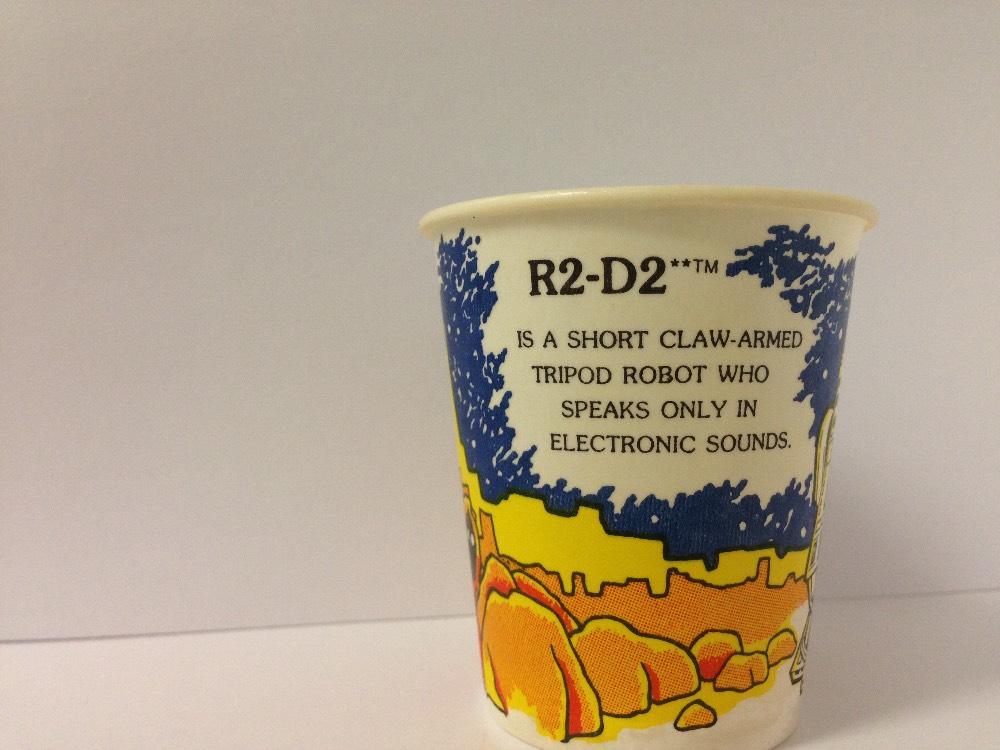 R2-D2**™
IS A SHORT CLAW-ARMED
TRIPOD ROBOT WHO
SPEAKS ONLY IN
ELECTRONIC SOUNDS.